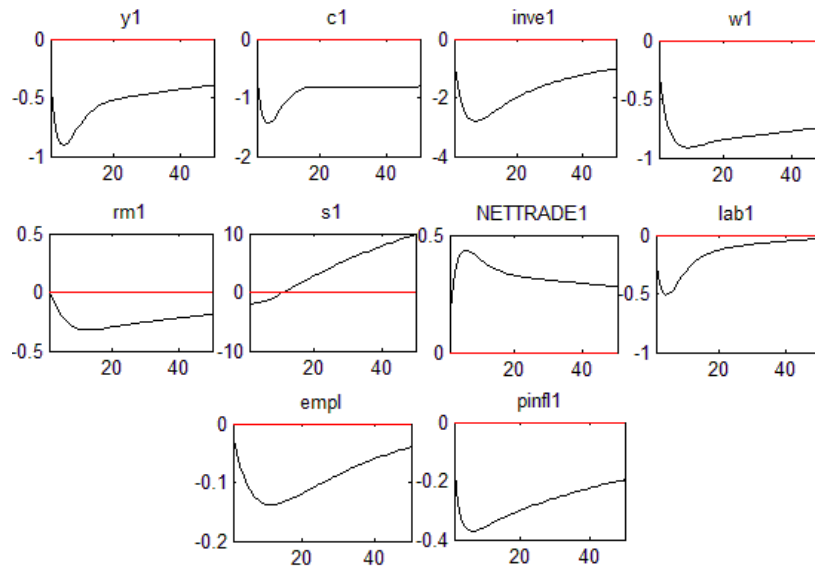 y1 c1 inve1 w1
0 0 0 0
-0.5 -1 -2 -0.5
-1 -2 -4 -1
20 40 20 40 20 40 20 40
rm1 s1 NETTRADE1 lab1
0.5 10 0.5 0
0 0 -0.5
-0.5 -10 0 -1
20 40 20 40 20 40 20 40
empl pinfl1
0 0
-0.1 -0.2
-0.2 -0.4
20 40 20 40